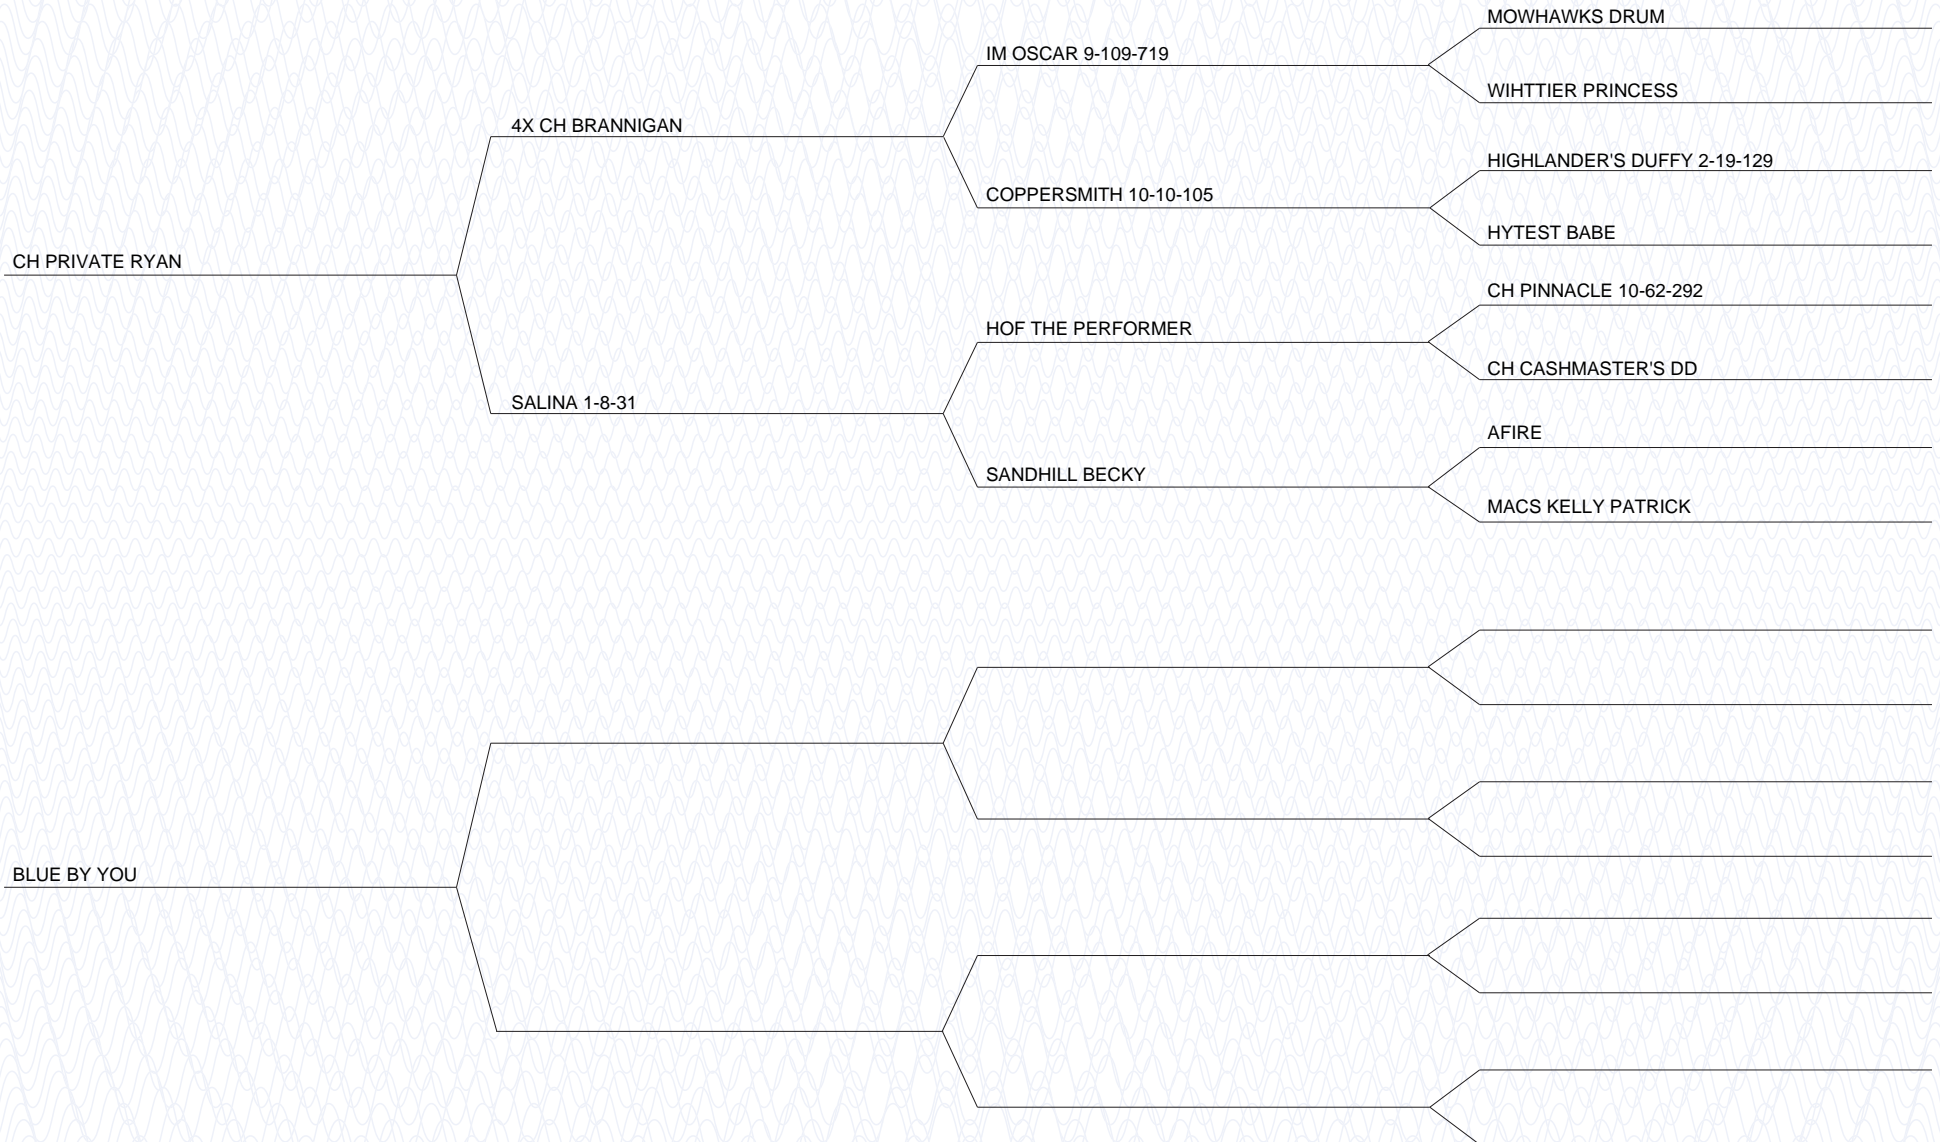 MOWHAWKS DRUM
IM OSCAR 9-109-719
WIHTTIER PRINCESS
4X CH BRANNIGAN
HIGHLANDER'S DUFFY 2-19-129
COPPERSMITH 10-10-105
HYTEST BABE
CH PRIVATE RYAN
CH PINNACLE 10-62-292
HOF THE PERFORMER
CH CASHMASTER'S DD
SALINA 1-8-31
AFIRE
SANDHILL BECKY
MACS KELLY PATRICK
BLUE BY YOU